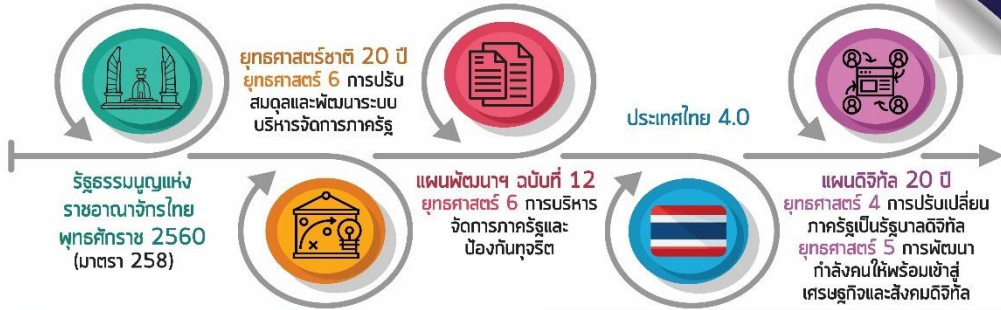 รัฐธรรมนูญแห่ง
ราชอาณาจักรไทย
พุทธศักราช 2560
(มาตรา 258)
ยุทธศาสตร์ชาติ 20 ปี
ยุทธศาสตร์ 6 การปรับ
สมดุลและพัฒนาระบบ
บริหารจัดการภาครัฐ
แผนพัฒนาฯ ฉบับที่ 12
ยุทธศาสตร์ 6 การบริหาร
จัดการภาครัฐและ
ป้องกันทุจริต
ประเทศไทย 4.0
แผนดิจิทัล 20 ปี
ยุทธศาสตร์ 4 การปรับเปลี่ยน
ภาครัฐเป็นรัฐบาลดิจิทัล
ยุทธศาสตร์ 5 การพัฒนา
กำลังคนให้พร้อมเข้าสู่
เศรษฐกิจและสังคมดิจิทัล